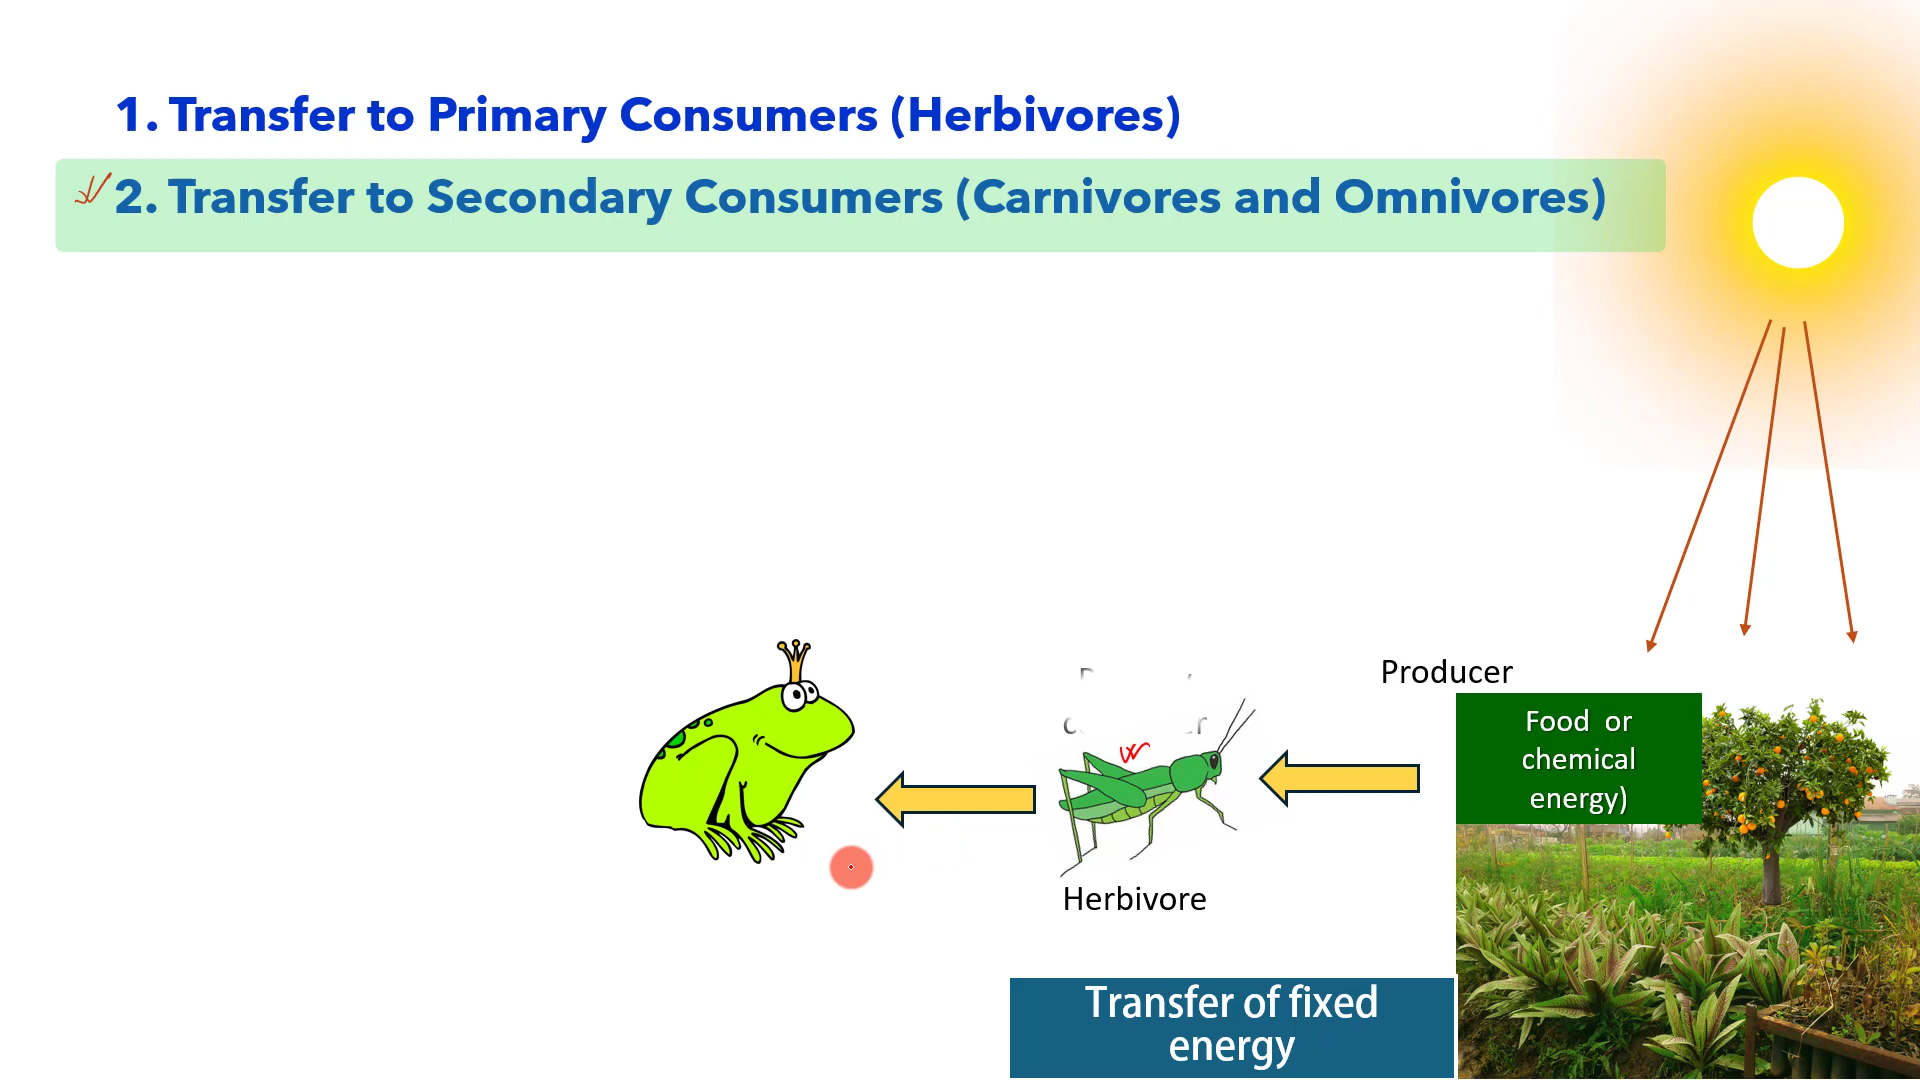 1. Transfer to Primary Consumers (Herbivores)
2. Transfer to Secondary Consumers (Carnivores and Omnivores)
Producer
Food or
chemical
energy)
Herbivore
Transfer of fixed
energy